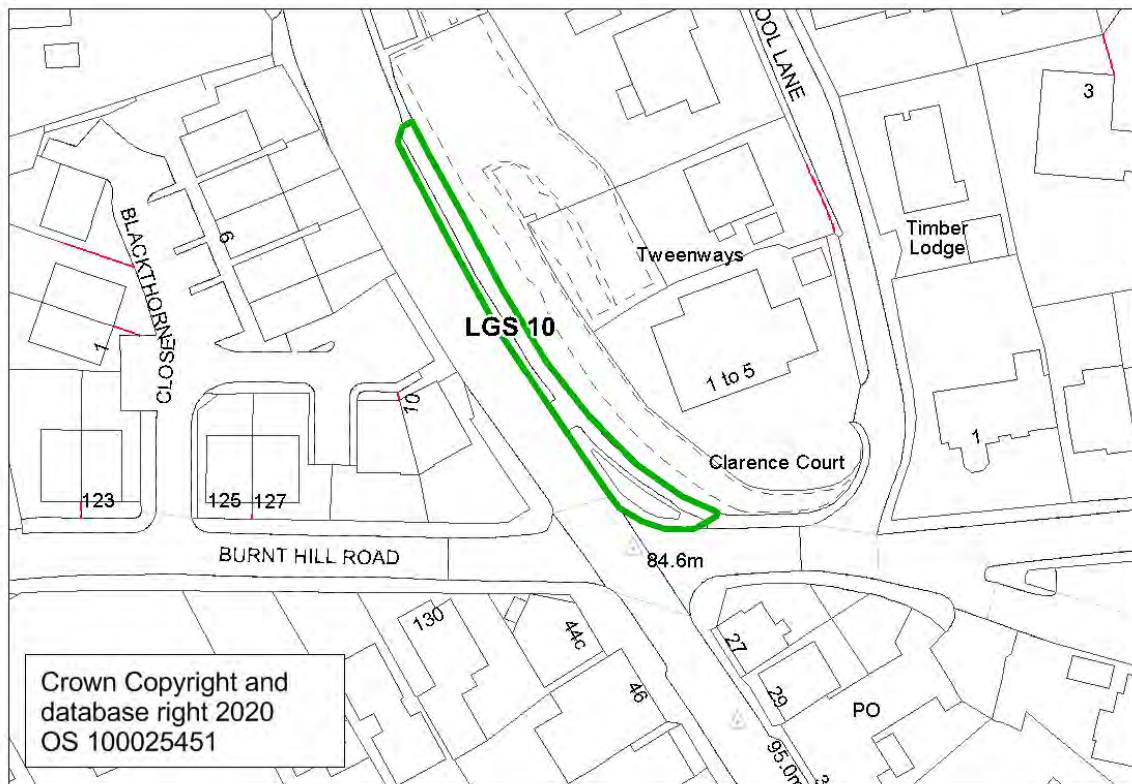 OOL LANE
3
BLACKTHORN
CLOSE
6
1
Tweenways
Timber
Lodge
LGS 10
1 to 5
10
1
Clarence Court
123
125
127
BURNT HILL ROAD
84.6m
130
44c
46
27
29
PO
95.0m
Crown Copyright and
database right 2020
OS 100025451